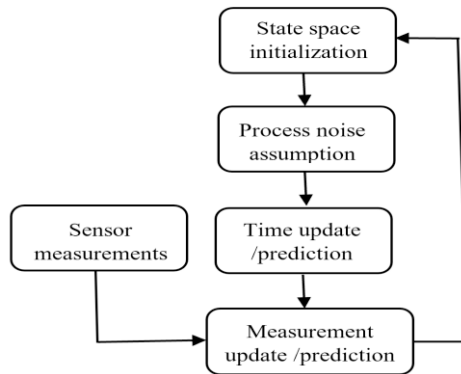 State space
initialization
Process noise
assumption
Sensor
measurements
Time update
/prediction
Measurement
update /prediction